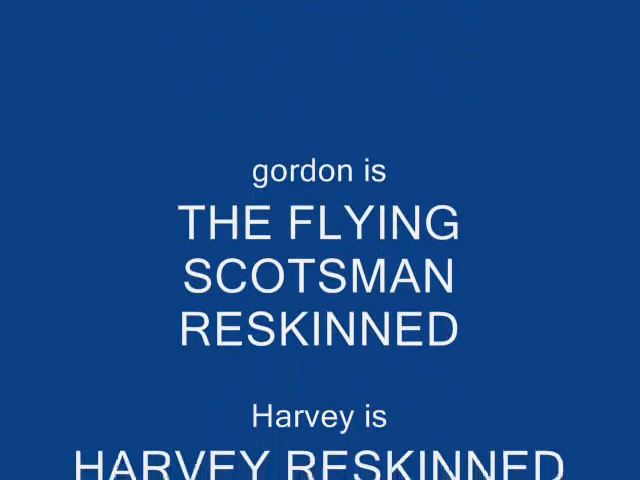 gordon is
THE FLYING
SCOTSMAN
RESKINNED
Harvey is
HARVEY RESKINNED